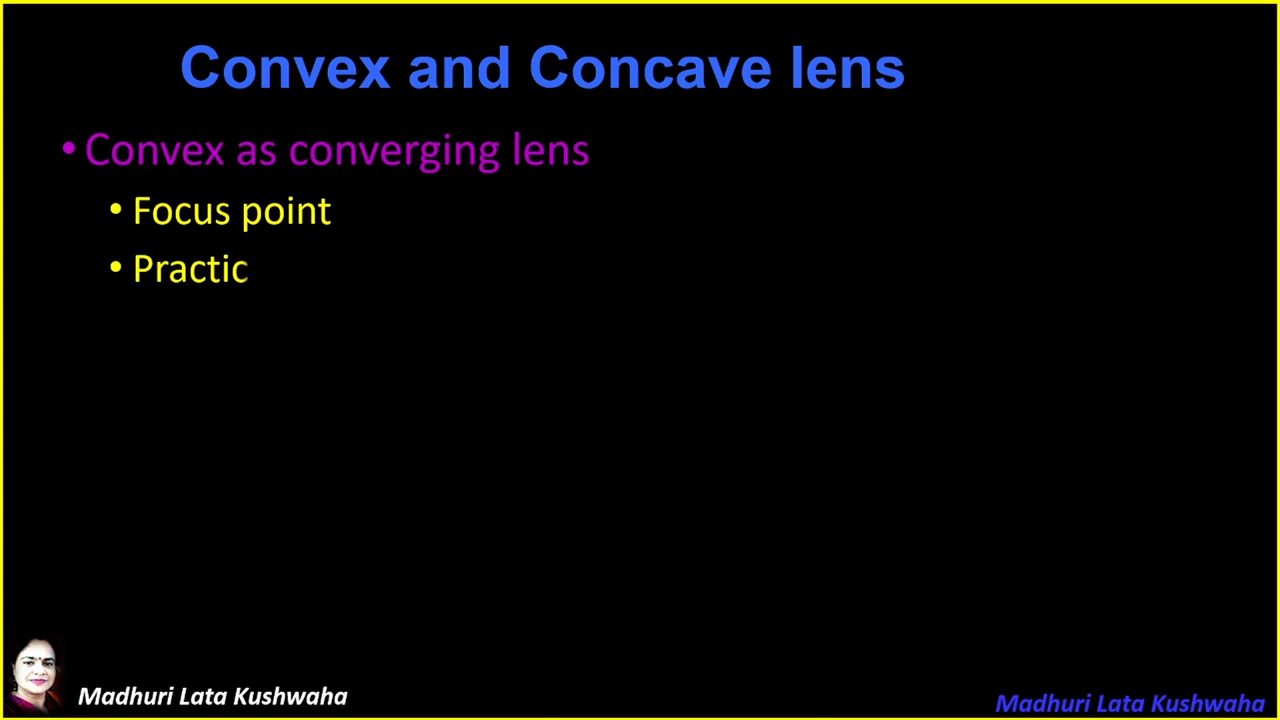 Convex and Concave lens
• Convex as converging lens
• Focus point
• Practic
Madhuri Lata Kushwaha
Madhuri Lata Kushwaha